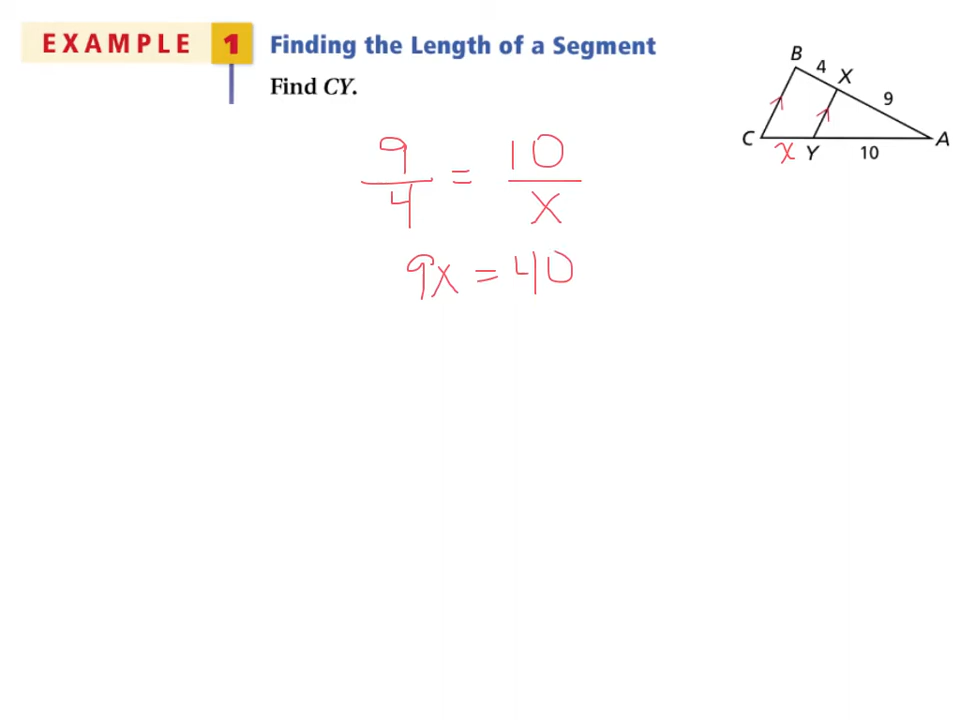 EXAMPLE 1 Finding the Length of a Segment
Find CY.
B 4 X
9
C x Y 10 A
9/4 = 10/x
9x = 40